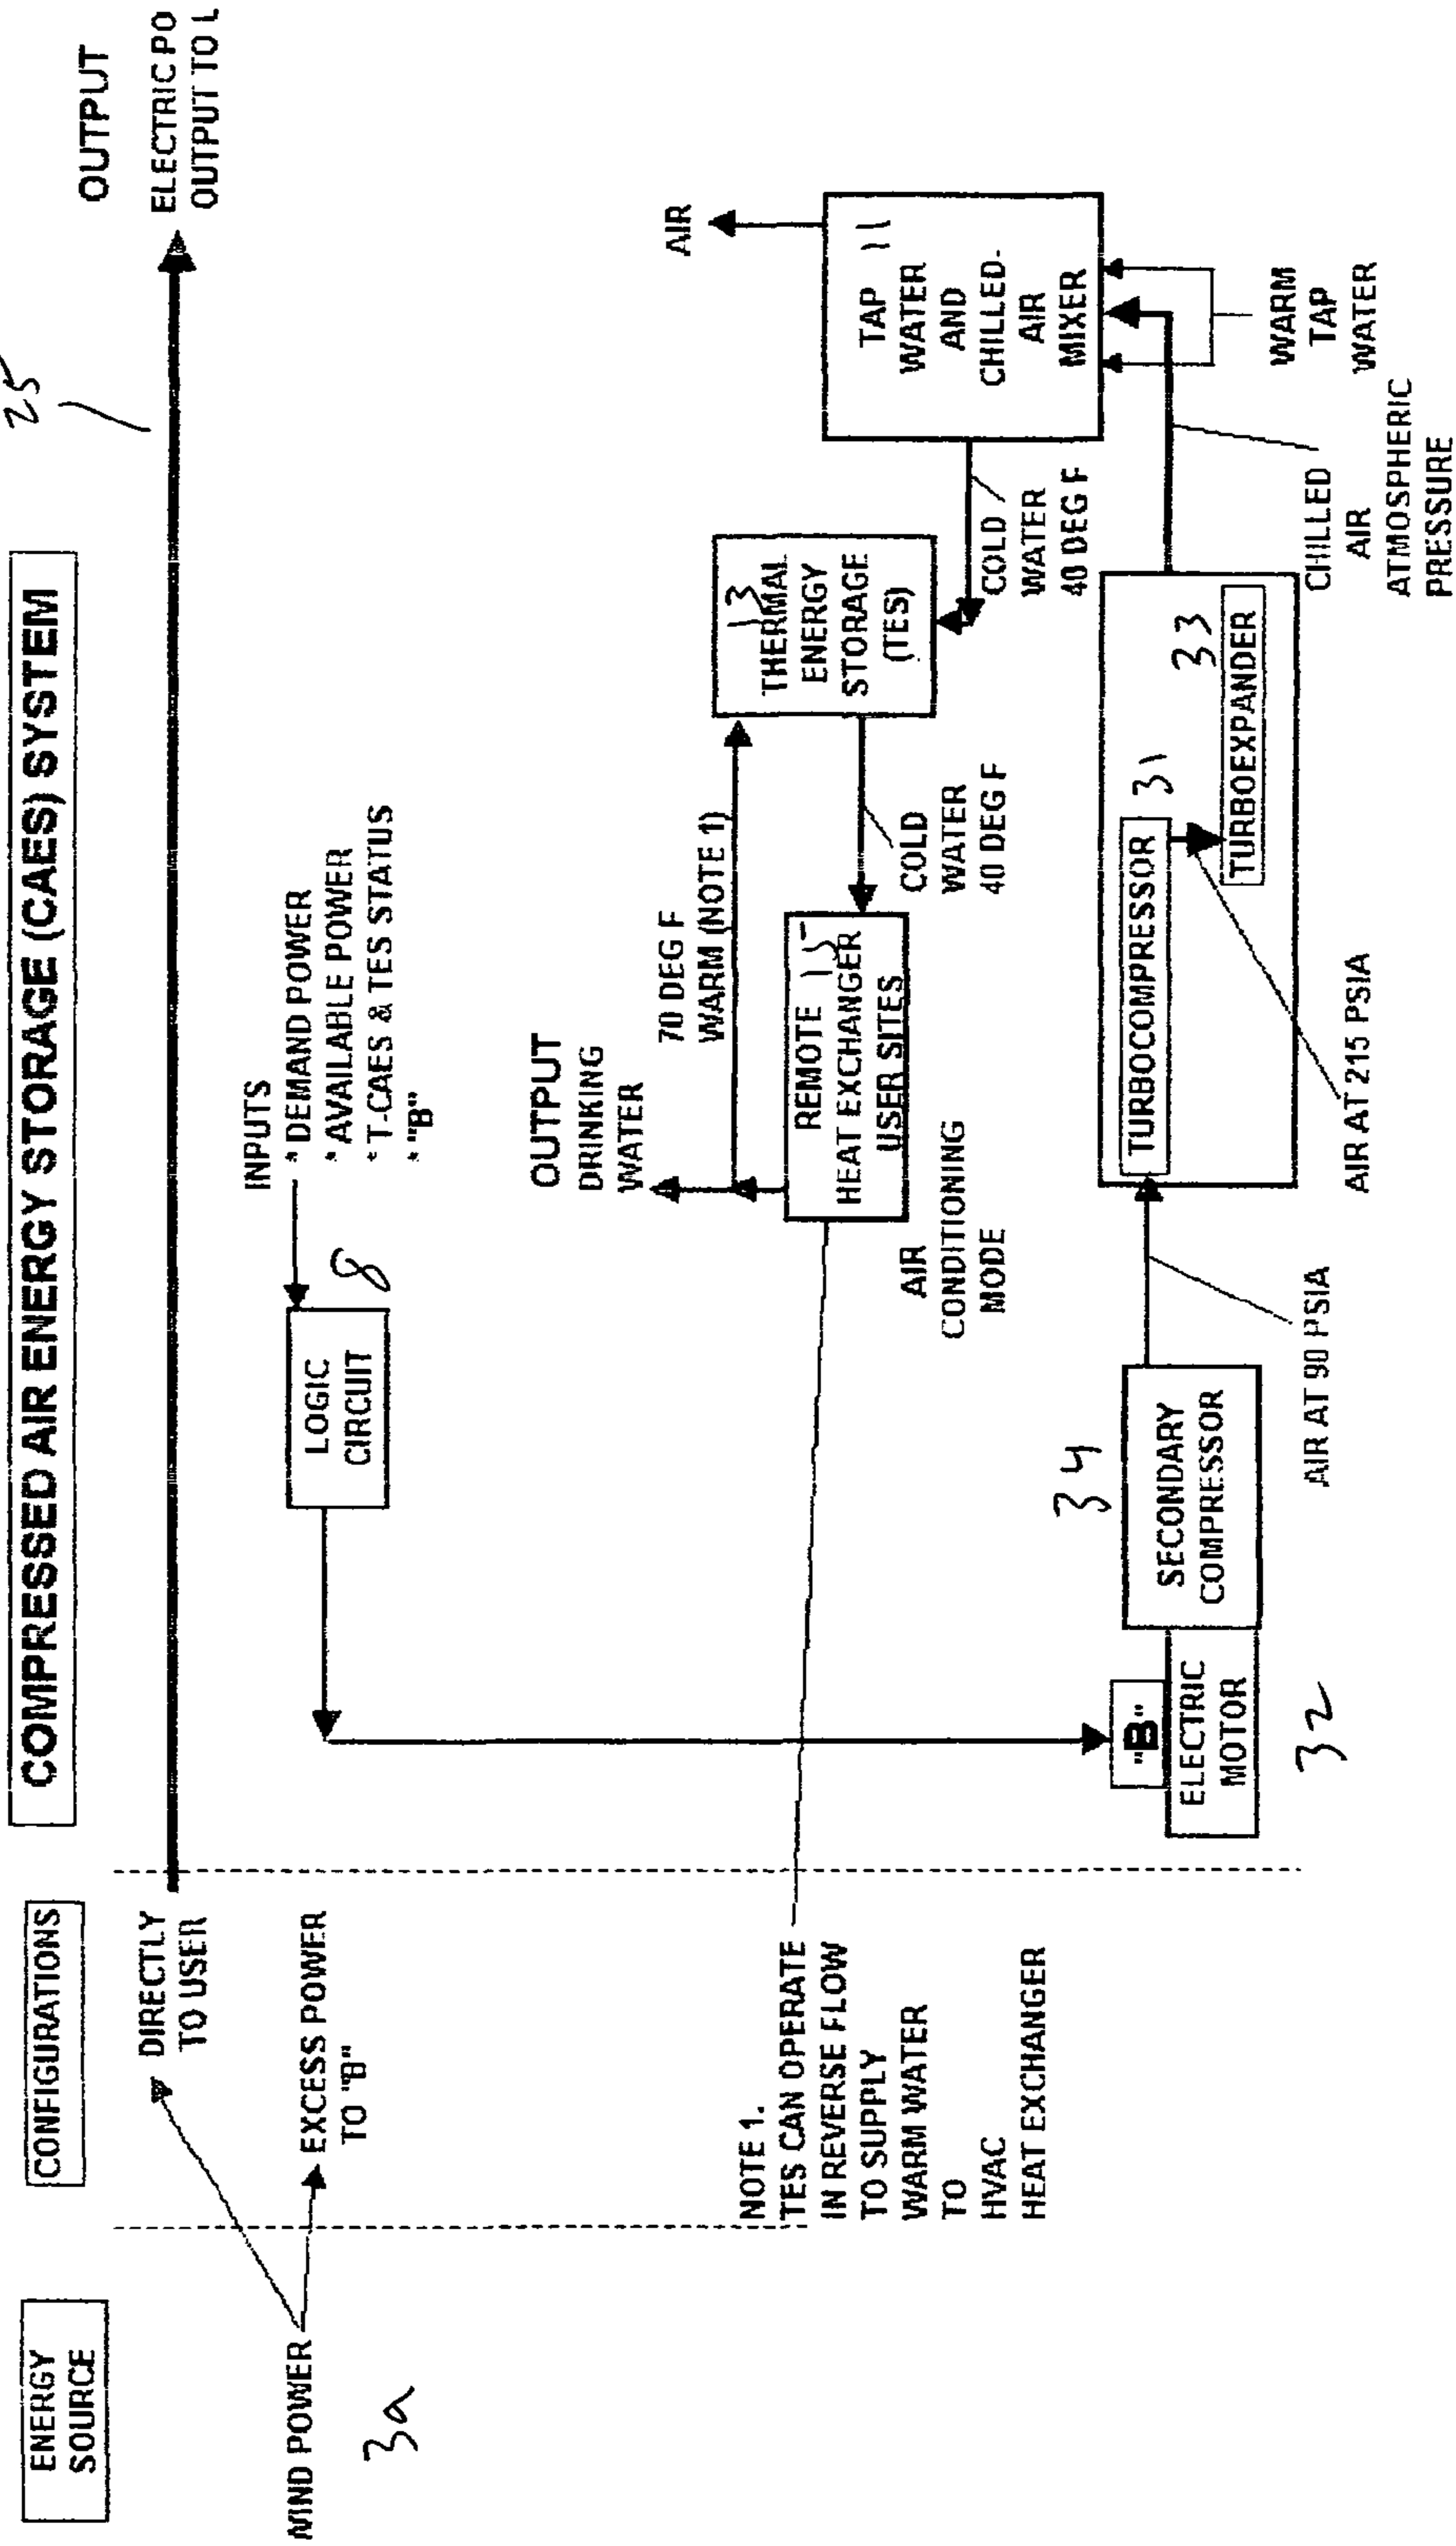 COMPRESSED AIR ENERGY STORAGE (CAES) SYSTEM
ENERGY
SOURCE
CONFIGURATIONS
25
OUTPUT
ELECTRIC PO
OUTPUT TO L
DIRECTLY
TO USER
WIND POWER
3a
EXCESS POWER
TO "B"
INPUTS
* DEMAND POWER
* AVAILABLE POWER
* T-CAES & TES STATUS
* "B"
LOGIC
CIRCUIT
8
NOTE 1.
TES CAN OPERATE
IN REVERSE FLOW
TO SUPPLY
WARM WATER
TO
HVAC
HEAT EXCHANGER
OUTPUT
DRINKING
WATER
70 DEG F
WARM (NOTE 1)
REMOTE 15
HEAT EXCHANGER
USER SITES
AIR
CONDITIONING
MODE
COLD
WATER
40 DEG F
13
THERMAL
ENERGY
STORAGE
(TES)
COLD
WATER
40 DEG F
AIR
TAP 11
WATER
AND
CHILLED-
AIR
MIXER
WARM
TAP
WATER
"B"
ELECTRIC
MOTOR
32
34
SECONDARY
COMPRESSOR
AIR AT 90 PSIA
TURBOCOMPRESSOR 31
33
TURBOEXPANDER
AIR AT 215 PSIA
CHILLED
AIR
ATMOSPHERIC
PRESSURE